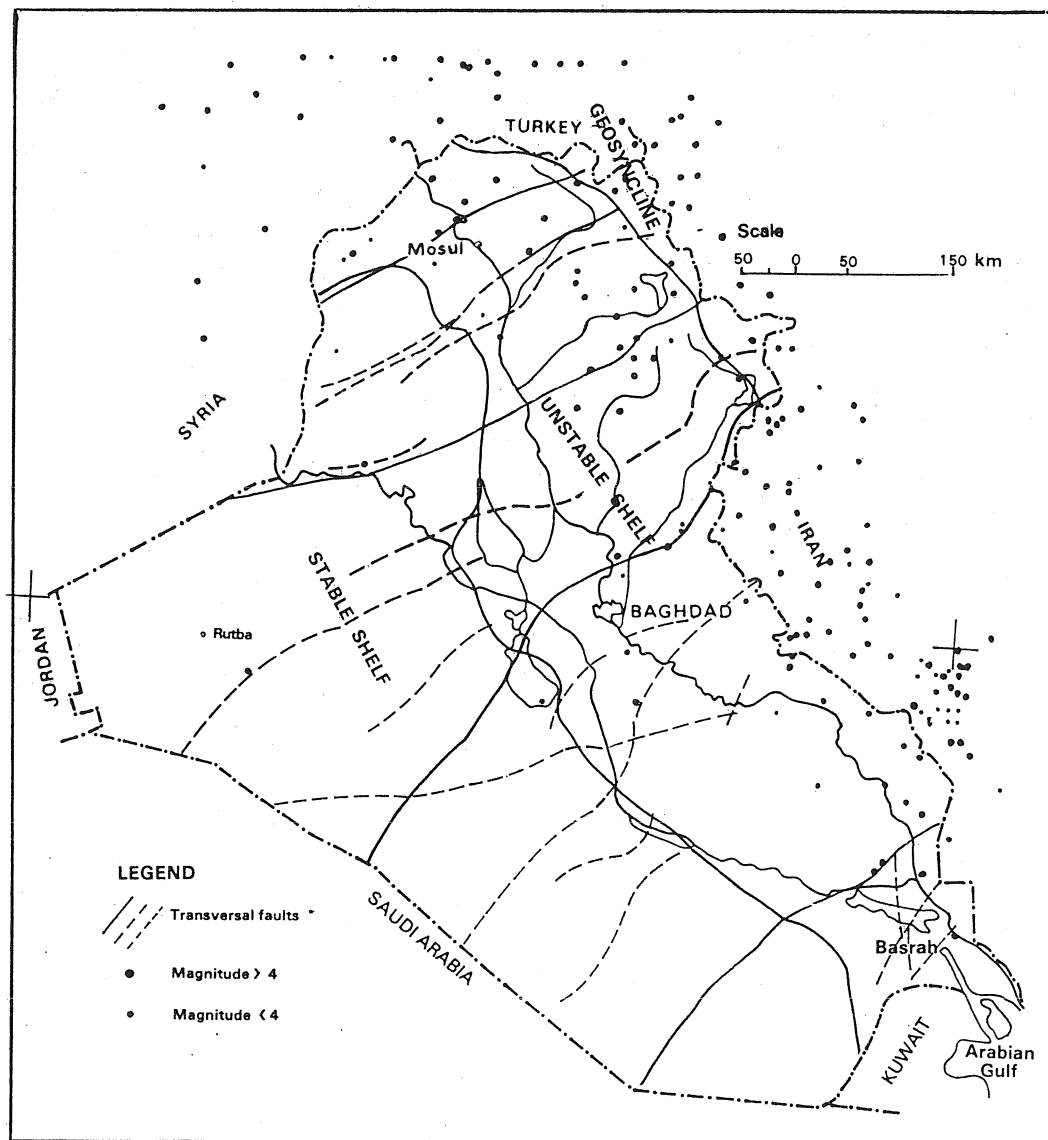 TURKEY
GEOSYNCLINE
Scale
50 0 50 150 km
Mosul
SYRIA
UNSTABLE SHELF
IRAN
STABLE SHELF
BAGHDAD
Rutba
JORDAN
LEGEND
Transversal faults
Magnitude > 4
Magnitude < 4
SAUDI ARABIA
Basrah
KUWAIT
Arabian
Gulf